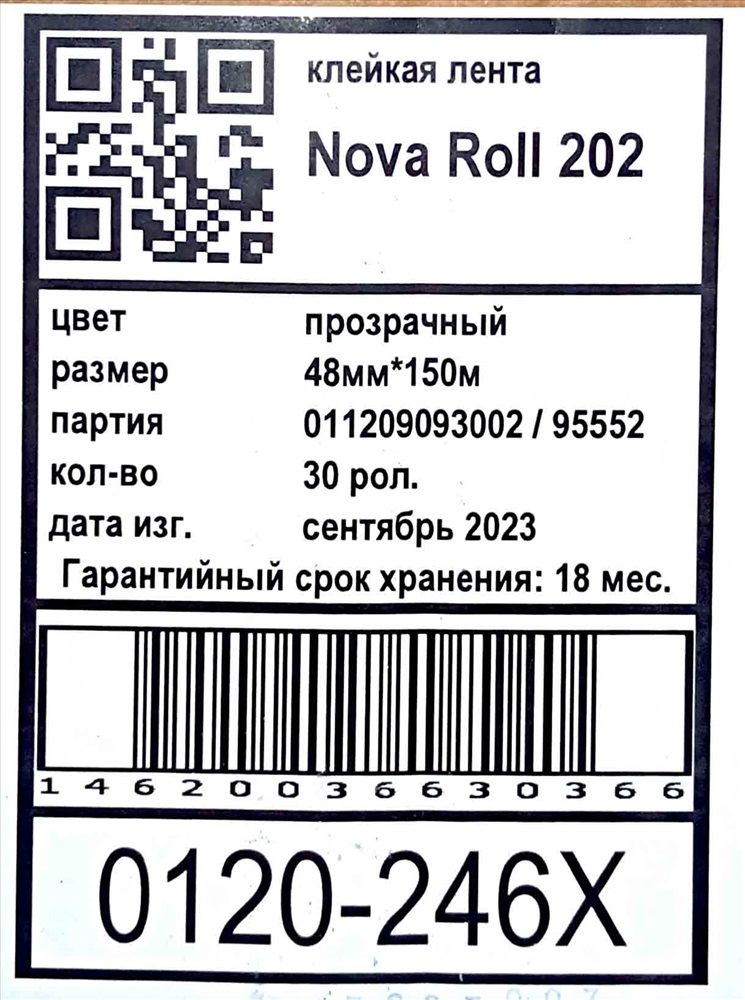 клейкая лента
Nova Roll 202
цвет прозрачный
размер 48мм*150м
партия 011209093002 / 95552
кол-во 30 рол.
дата изг. сентябрь 2023
Гарантийный срок хранения: 18 мес.
14620036630366
0120-246X